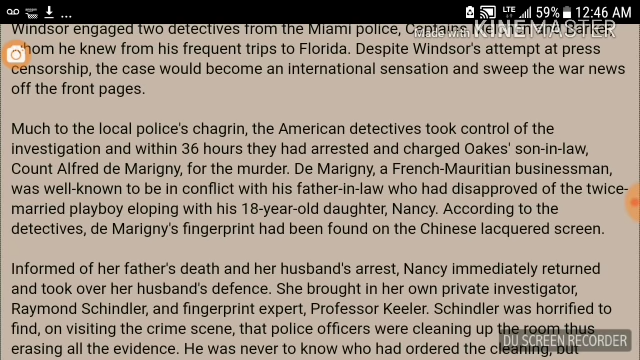 LTE 59% 12:46 AM
Made with KINEMASTER
Windsor engaged two detectives from the Miami police, Captains
whom he knew from his frequent trips to Florida. Despite Windsor's attempt at press
censorship, the case would become an international sensation and sweep the war news
off the front pages.
Much to the local police's chagrin, the American detectives took control of the
investigation and within 36 hours they had arrested and charged Oakes' son-in-law,
Count Alfred de Marigny, for the murder. De Marigny, a French-Mauritian businessman,
was well-known to be in conflict with his father-in-law who had disapproved of the twice-
married playboy eloping with his 18-year-old daughter, Nancy. According to the
detectives, de Marigny's fingerprint had been found on the Chinese lacquered screen.
Informed of her father's death and her husband's arrest, Nancy immediately returned
and took over her husband's defence. She brought in her own private investigator,
Raymond Schindler, and fingerprint expert, Professor Keeler. Schindler was horrified to
find, on visiting the crime scene, that police officers were cleaning up the room thus
DU SCREEN RECORDER
erasing all the evidence. He was never to know who had ordered the cleaning, but